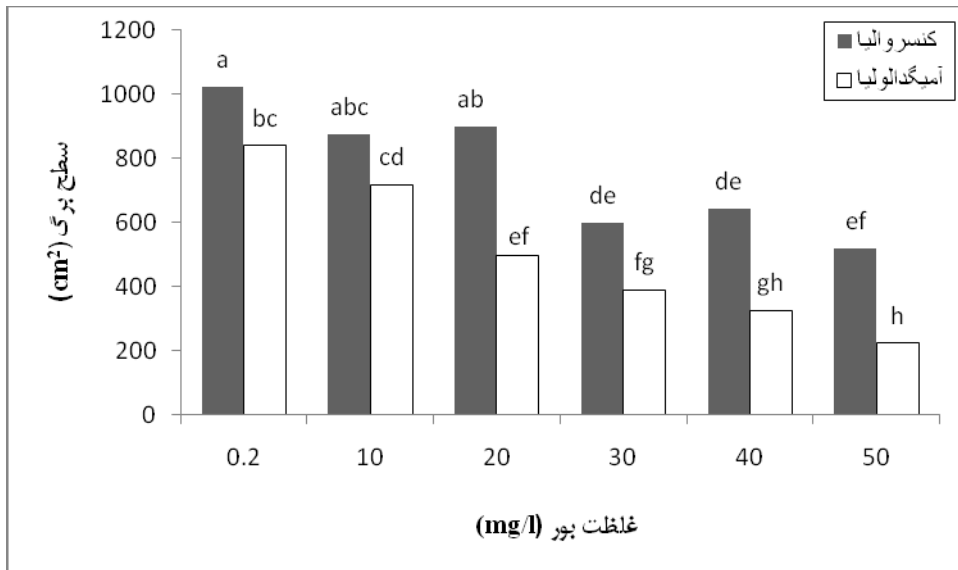 1200
1000
800
600
400
200
0
سطح برگ (cm²)
کنسروالیا
آمیگدالولیا
a
bc
abc
cd
ab
ef
de
fg
de
gh
ef
h
0.2 10 20 30 40 50
غلظت بور (mg/l)